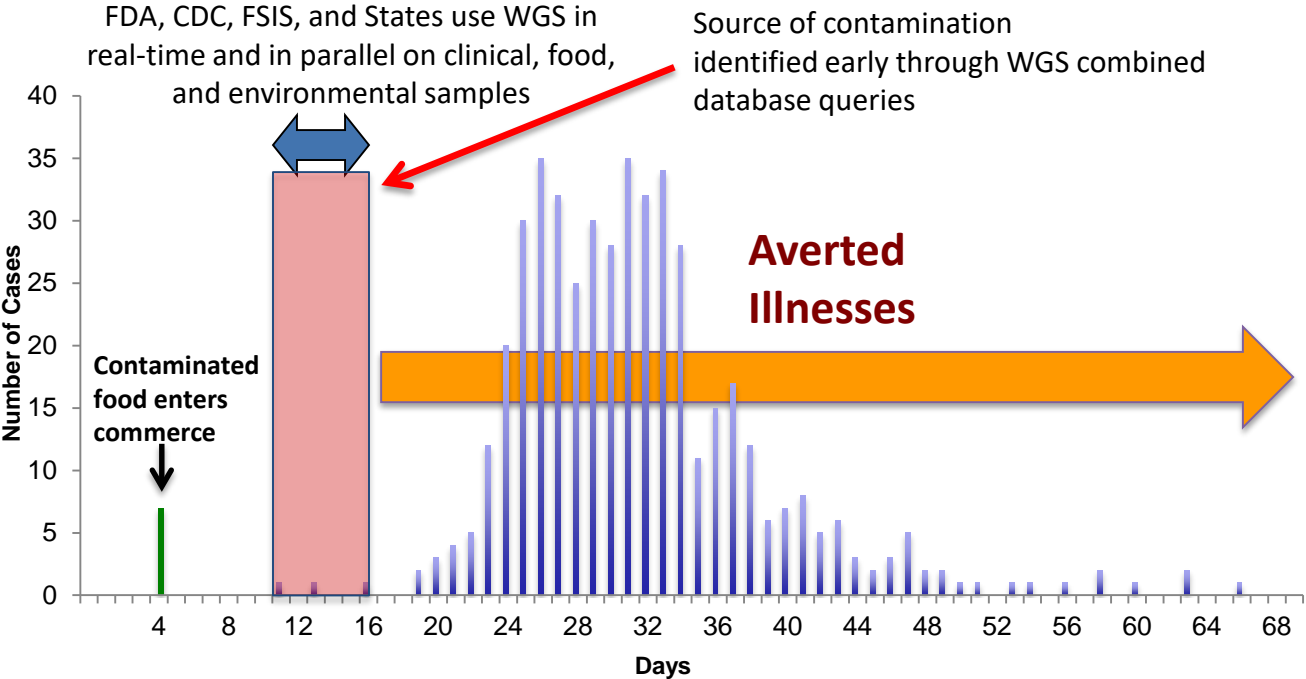 FDA, CDC, FSIS, and States use WGS in
real-time and in parallel on clinical, food,
and environmental samples
Source of contamination
identified early through WGS combined
database queries
Averted
Illnesses
Contaminated
food enters
commerce
Number of Cases
40
35
30
25
20
15
10
5
0
4 8 12 16 20 24 28 32 36 40 44 48 52 56 60 64 68
Days